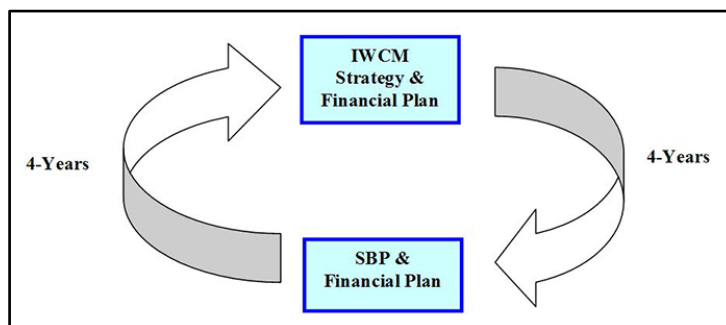 IWCM
Strategy &
Financial Plan
4-Years
4-Years
SBP &
Financial Plan